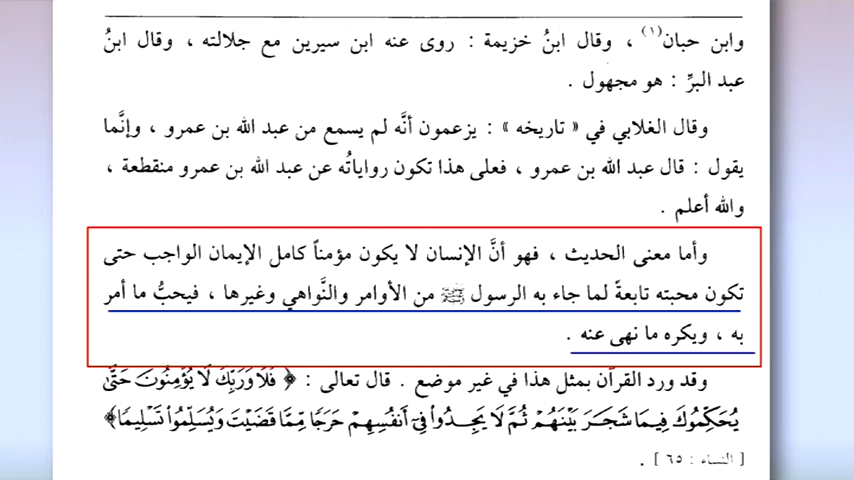 وابن حبان(١) ، وقال ابنُ خزيمة : روى عنه ابن سيرين مع جلالته ، وقال ابنُ
عبد البرِّ : هو مجهول .
وقال الغلابي في « تاريخه » : يزعمون أنَّه لم يسمع من عبد الله بن عمرو ، وإنَّما
يقول : قال عبد الله بن عمرو ، فعلى هذا تكون رواياتُه عن عبد الله بن عمرو منقطعة ،
والله أعلم .
وأما معنى الحديث ، فهو أنَّ الإنسان لا يكون مؤمناً كامل الإيمان الواجب حتى
تكون محبته تابعةً لما جاء به الرسول ﷺ من الأوامر والنَّواهي وغيرها ، فيحبُّ ما أمر
به ، ويكره ما نهى عنه .
وقد ورد القرآن بمثل هذا في غير موضع . قال تعالى : ﴿ فَلَا وَرَبِّكَ لَا يُؤْمِنُونَ حَتَّىٰ
يُحَكِّمُوكَ فِيمَا شَجَرَ بَيْنَهُمْ ثُمَّ لَا يَجِدُوا۟ فِىٓ أَنفُسِهِمْ حَرَجًا مِّمَّا قَضَيْتَ وَيُسَلِّمُوا۟ تَسْلِيمًا ﴾
[ النساء : ٦٥ ] .